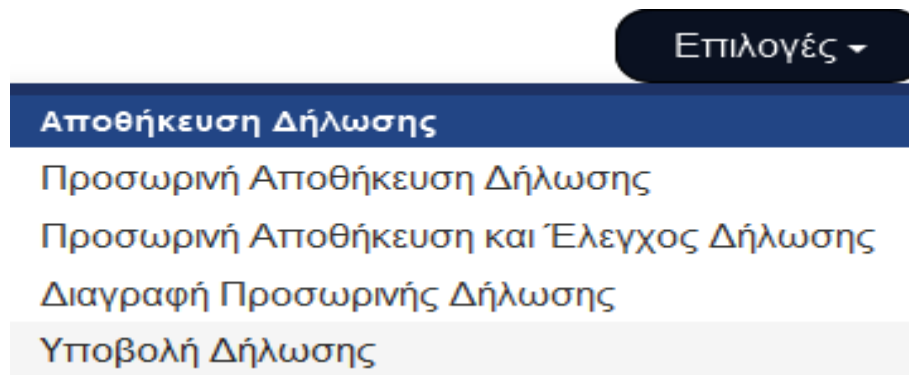 Επιλογές
Αποθήκευση Δήλωσης
Προσωρινή Αποθήκευση Δήλωσης
Προσωρινή Αποθήκευση και Έλεγχος Δήλωσης
Διαγραφή Προσωρινής Δήλωσης
Υποβολή Δήλωσης